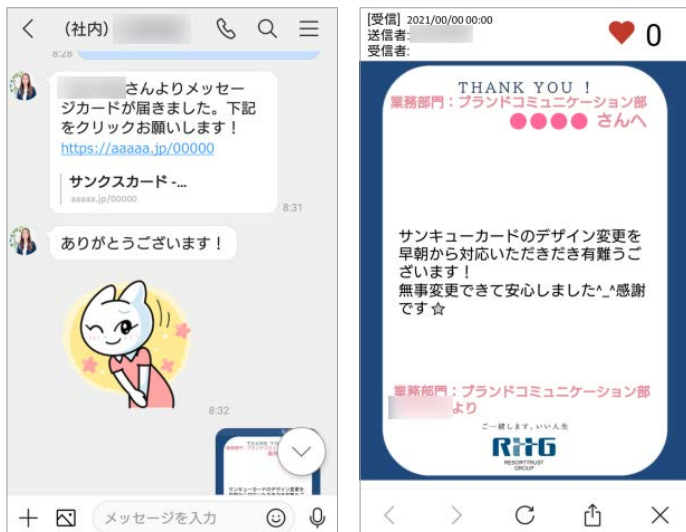 (社内)
8:28
さんよりメッセー
ジカードが届きました。下記
をクリックお願いします！
https://aaaaa.jp/00000
サンクスカード -...
aaaaa.jp/00000
8:31
ありがとうございます！
8:32
メッセージを入力
[受信] 2021/00/00 00:00
送信者:
受信者:
0
THANK YOU !
業務部門：ブランドコミュニケーション部
●●●● さんへ
サンキューカードのデザイン変更を
早朝から対応いただきだき有難うご
ざいます！
無事変更できて安心しました^_^感謝
です☆
業務部門：ブランドコミュニケーション部
より
ご一緒します、いい人生
RTTG
RESORTTRUST
GROUP